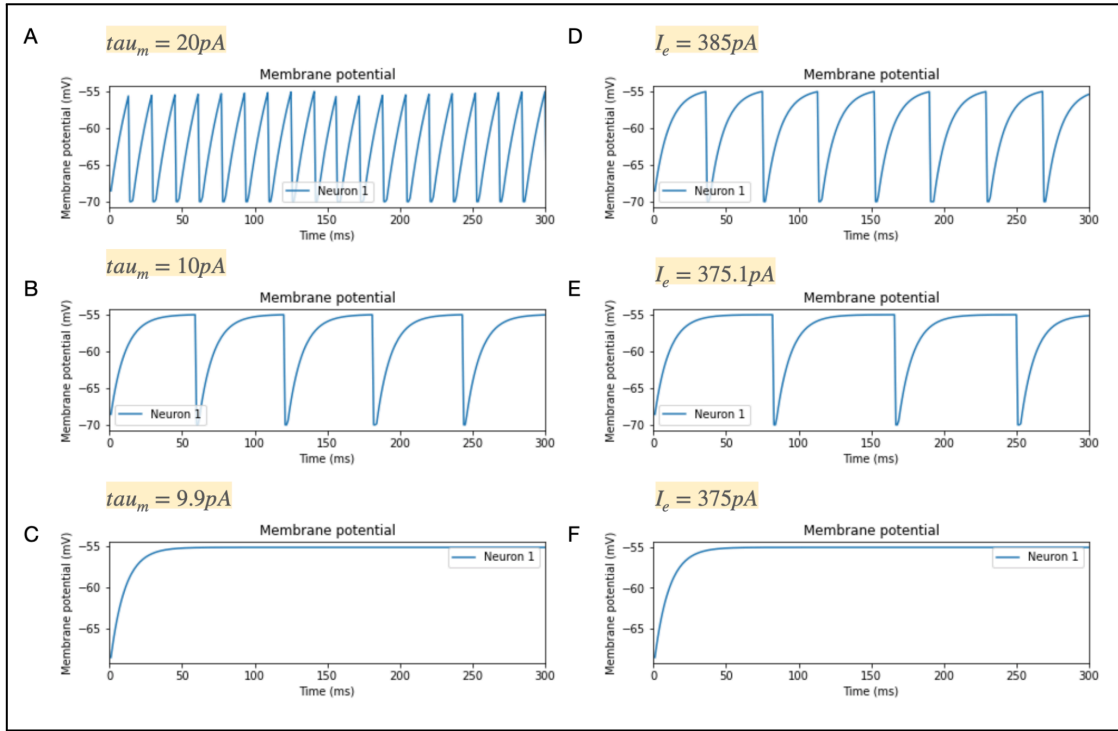 A
tau_m = 20pA
Membrane potential
Membrane potential (mV)
−55
−60
−65
−70
Neuron 1
0 50 100 150 200 250 300
Time (ms)
B
tau_m = 10pA
Membrane potential
Membrane potential (mV)
−55
−60
−65
−70
Neuron 1
0 50 100 150 200 250 300
Time (ms)
C
tau_m = 9.9pA
Membrane potential
Membrane potential (mV)
−55
−60
−65
Neuron 1
0 50 100 150 200 250 300
Time (ms)
D
I_e = 385pA
Membrane potential
Membrane potential (mV)
−55
−60
−65
−70
Neuron 1
0 50 100 150 200 250 300
Time (ms)
E
I_e = 375.1pA
Membrane potential
Membrane potential (mV)
−55
−60
−65
−70
Neuron 1
0 50 100 150 200 250 300
Time (ms)
F
I_e = 375pA
Membrane potential
Membrane potential (mV)
−55
−60
−65
Neuron 1
0 50 100 150 200 250 300
Time (ms)